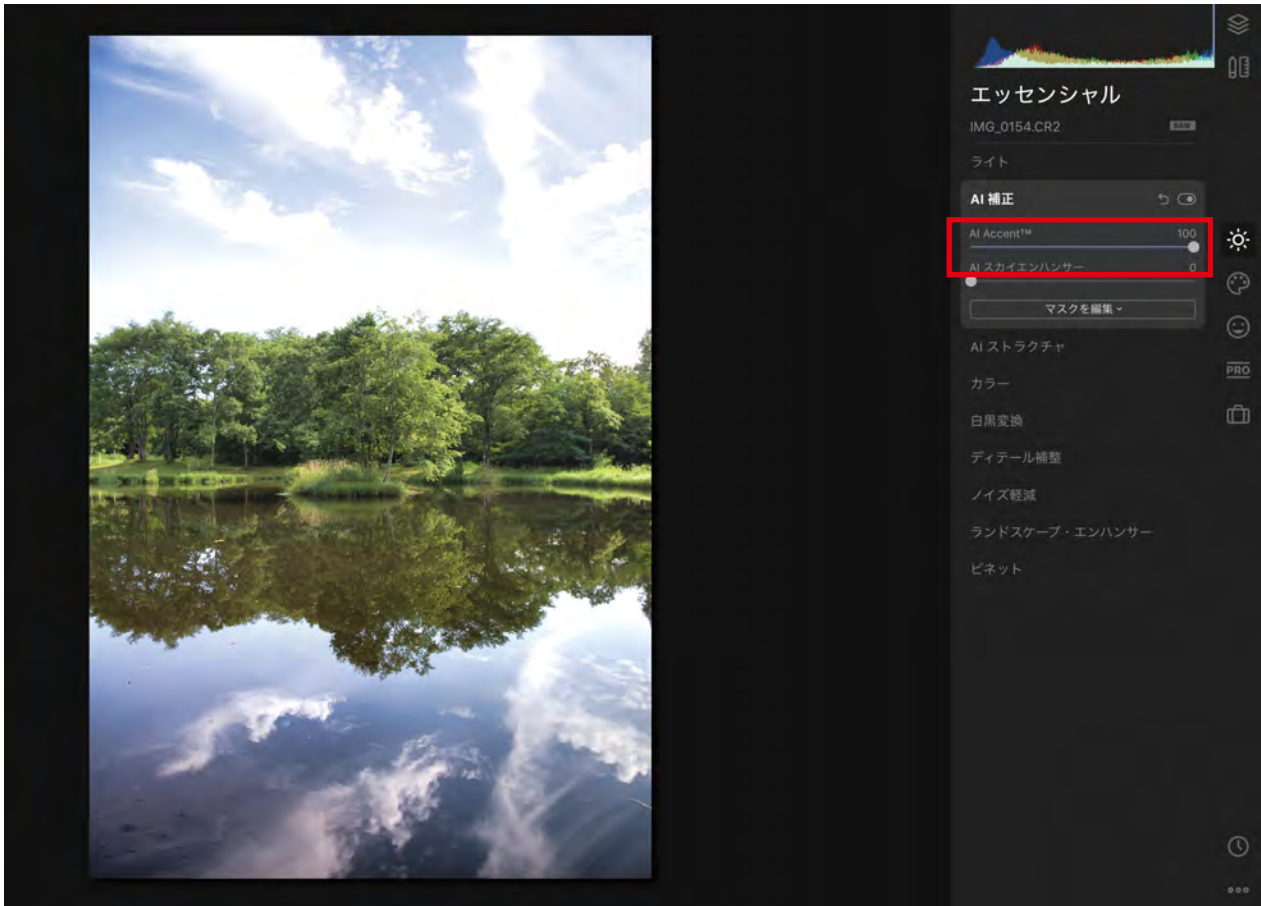 エッセンシャル
IMG_0154.CR2 RAW
ライト
AI 補正
AI Accent™ 100
AI スカイエンハンサー 0
マスクを編集
AI ストラクチャ
カラー
白黒変換
ディテール補整
ノイズ軽減
ランドスケープ・エンハンサー
ビネット
PRO